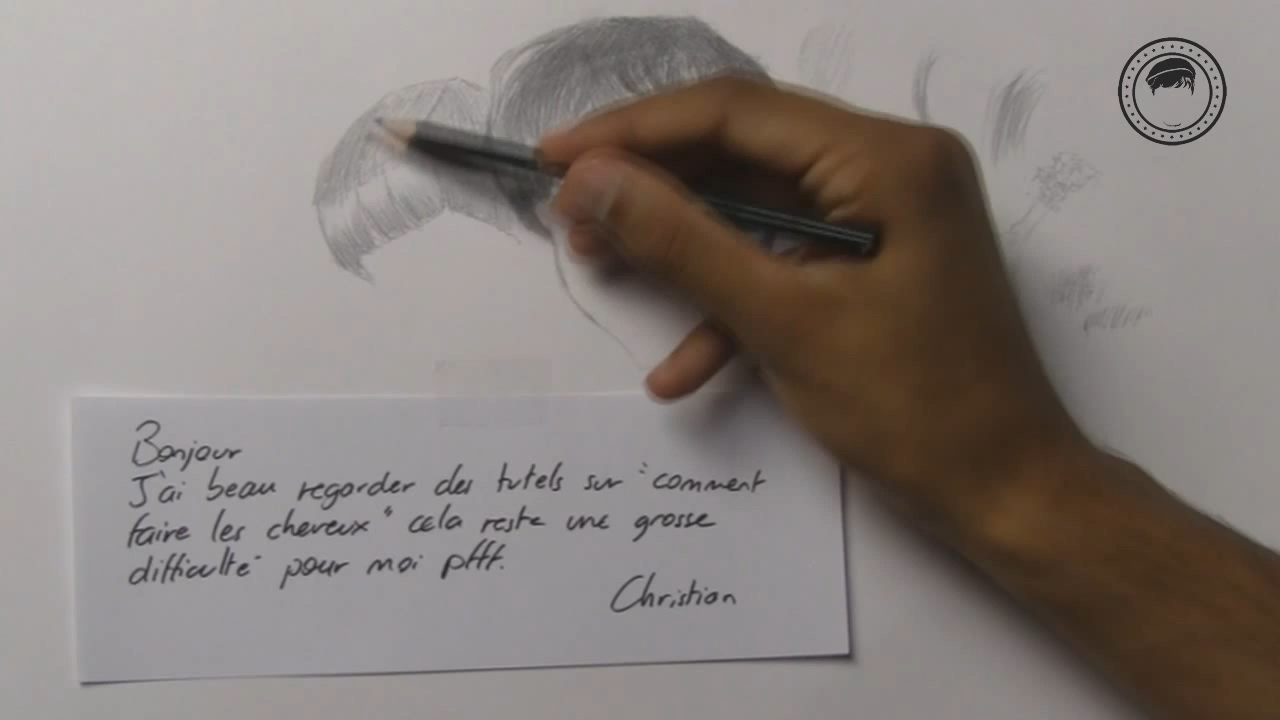 Bonjour
J'ai beau regarder des tutels sur "comment
faire les cheveux" cela reste une grosse
difficulté pour moi pfff.
Christian